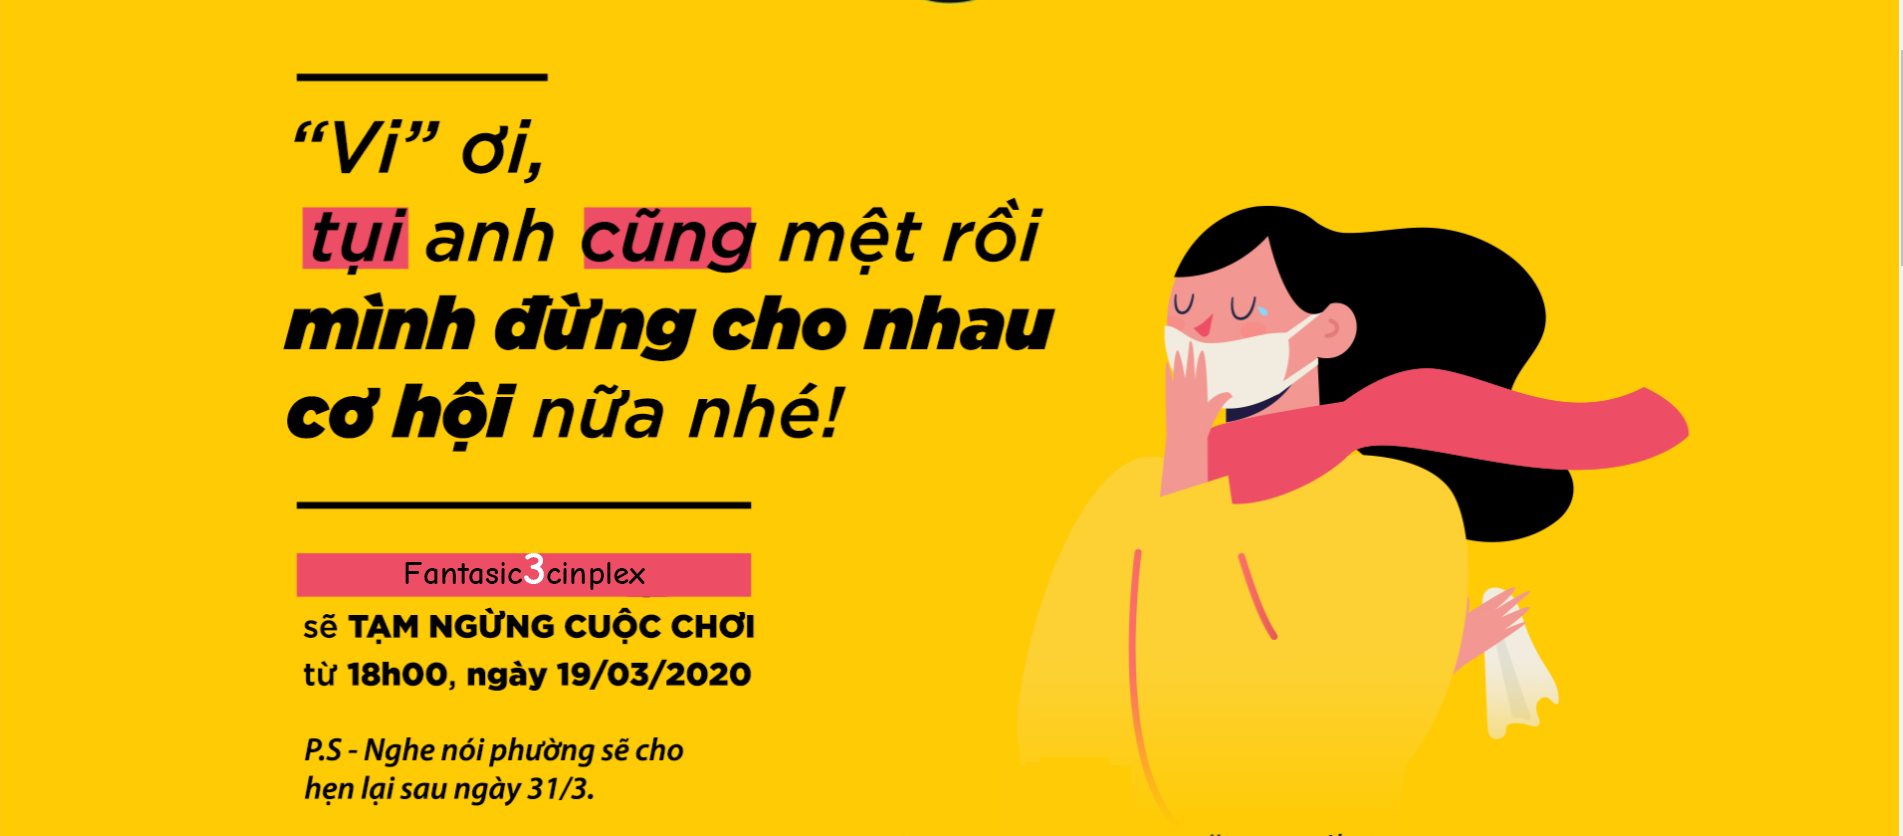 “Vi” ơi,
tụi anh cũng mệt rồi
mình đừng cho nhau
cơ hội nữa nhé!
Fantasic3cinplex
sẽ TẠM NGỪNG CUỘC CHƠI
từ 18h00, ngày 19/03/2020
P.S - Nghe nói phường sẽ cho
hẹn lại sau ngày 31/3.